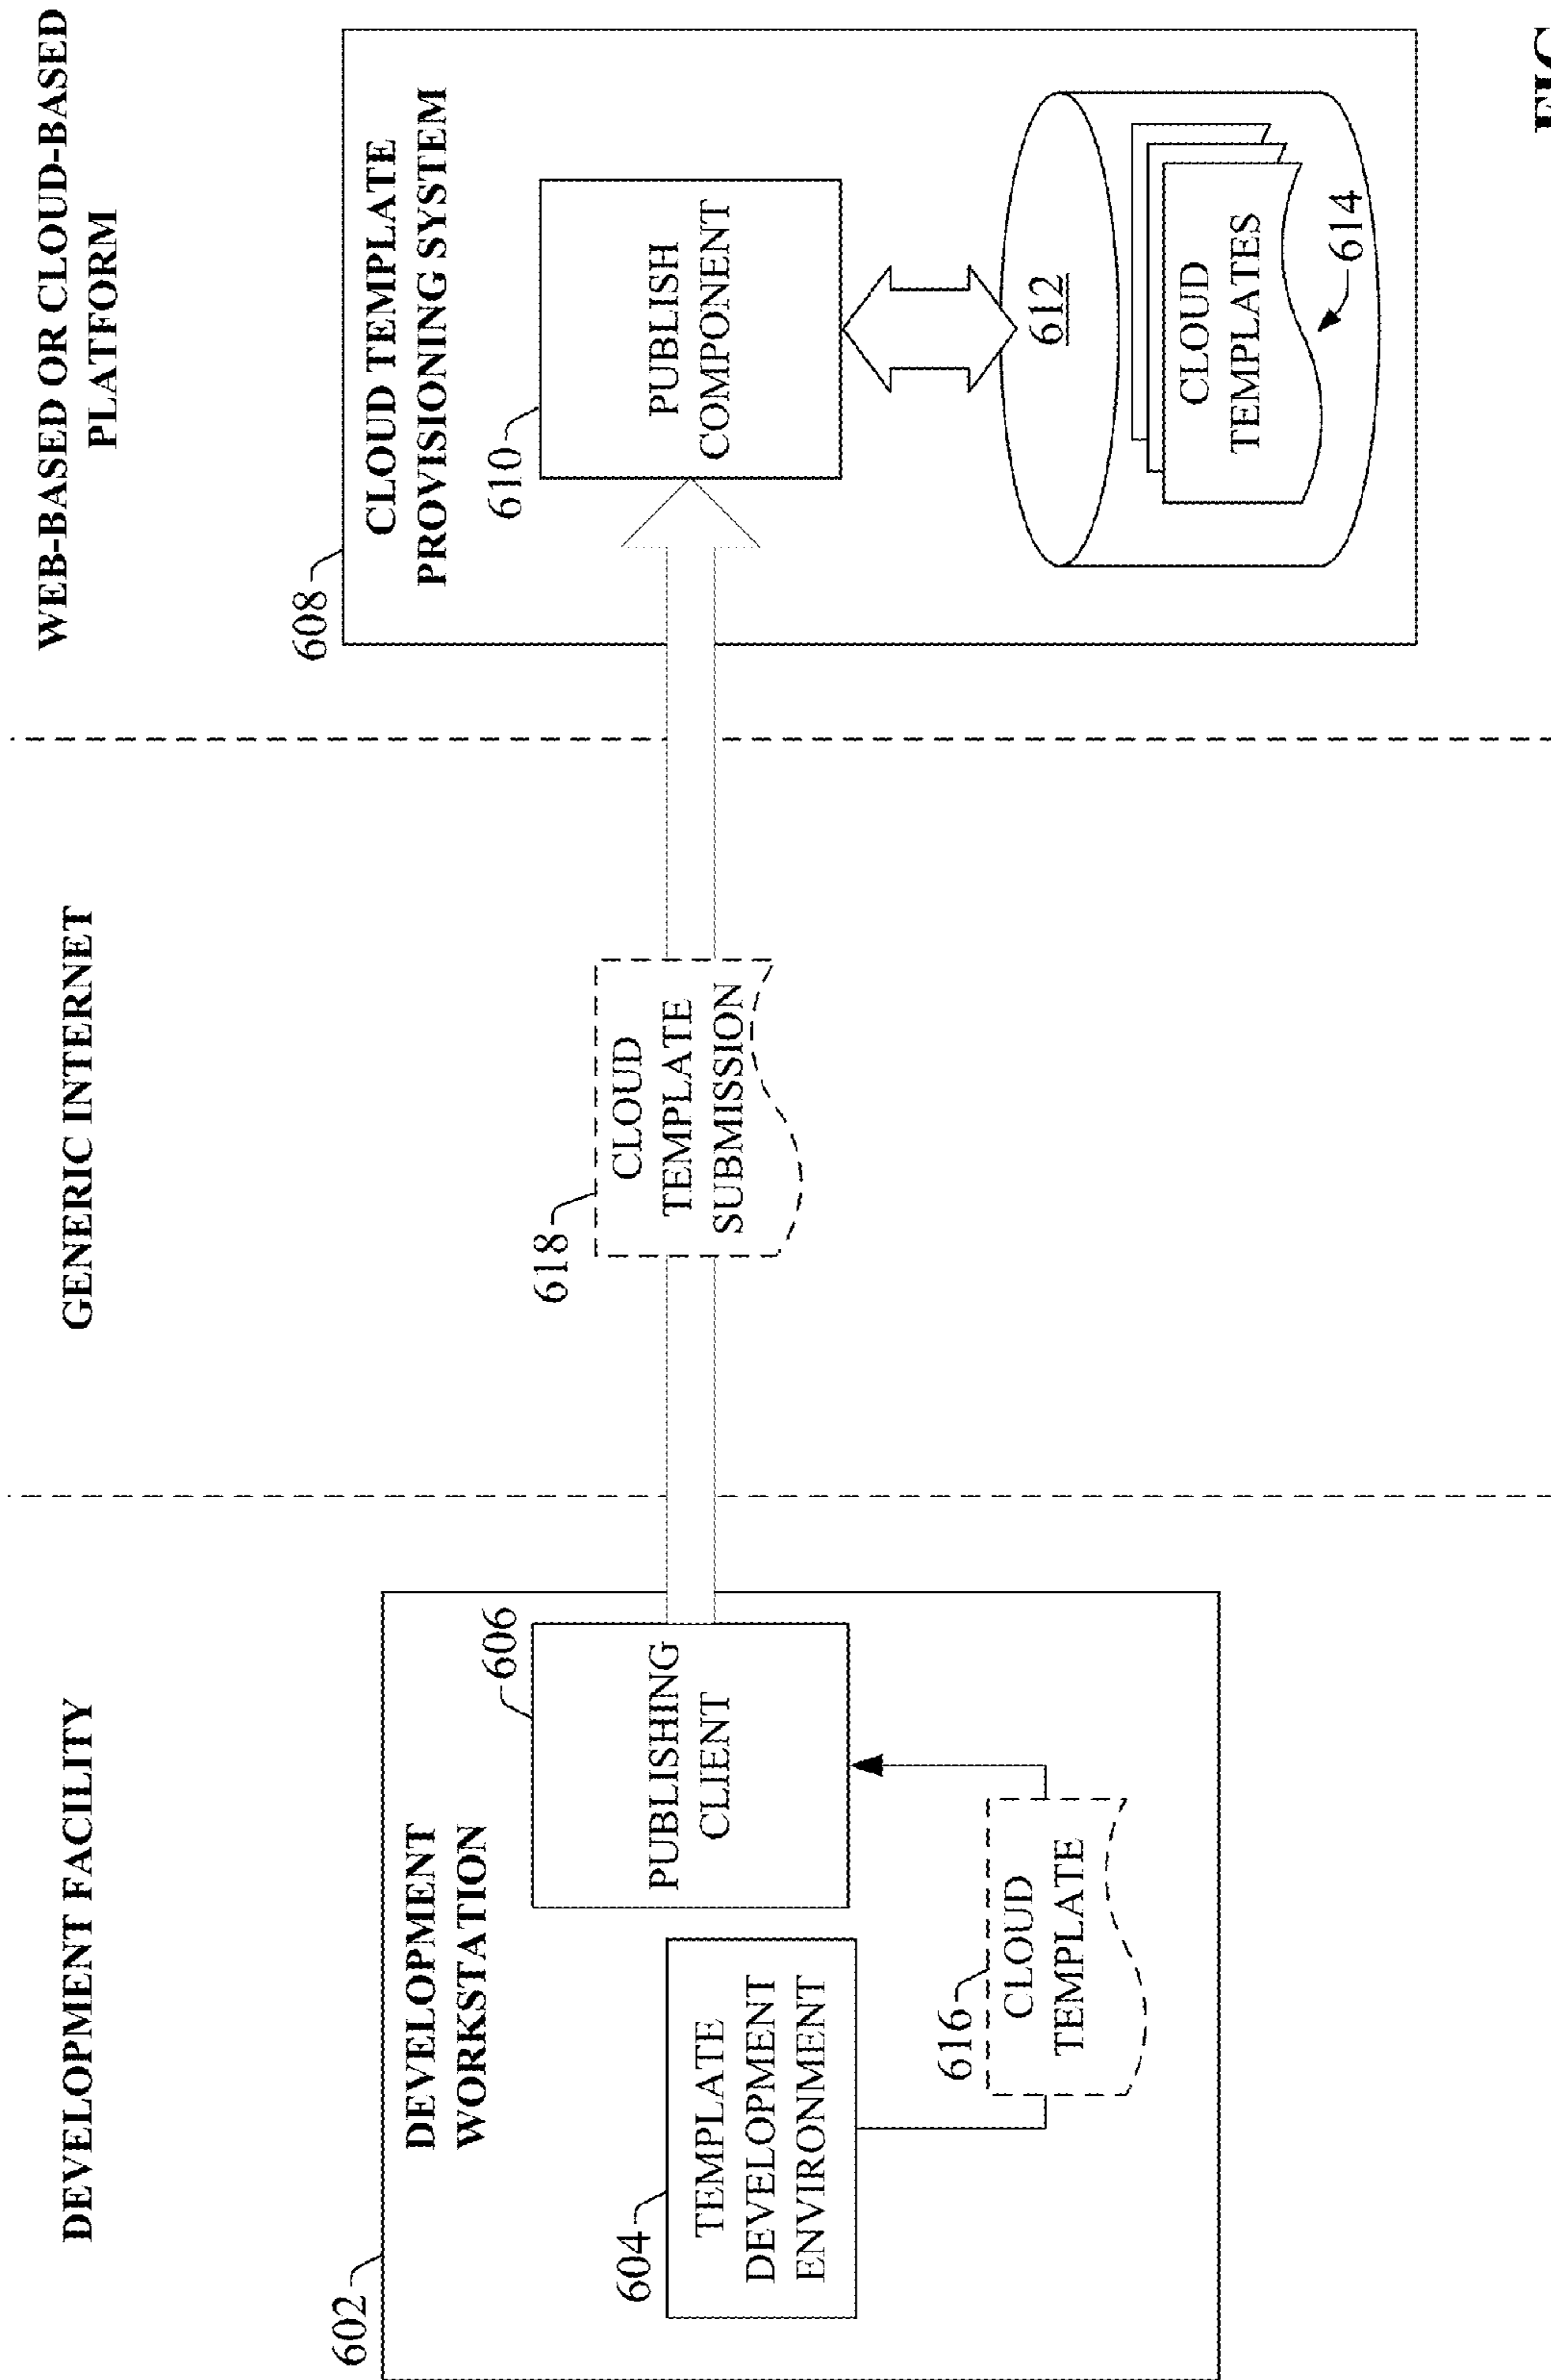 DEVELOPMENT FACILITY
GENERIC INTERNET
WEB-BASED OR CLOUD-BASED
PLATFORM
602
DEVELOPMENT
WORKSTATION
604
TEMPLATE
DEVELOPMENT
ENVIRONMENT
606
PUBLISHING
CLIENT
616
CLOUD
TEMPLATE
618
CLOUD
TEMPLATE
SUBMISSION
608
CLOUD TEMPLATE
PROVISIONING SYSTEM
610
PUBLISH
COMPONENT
612
CLOUD
TEMPLATES
614